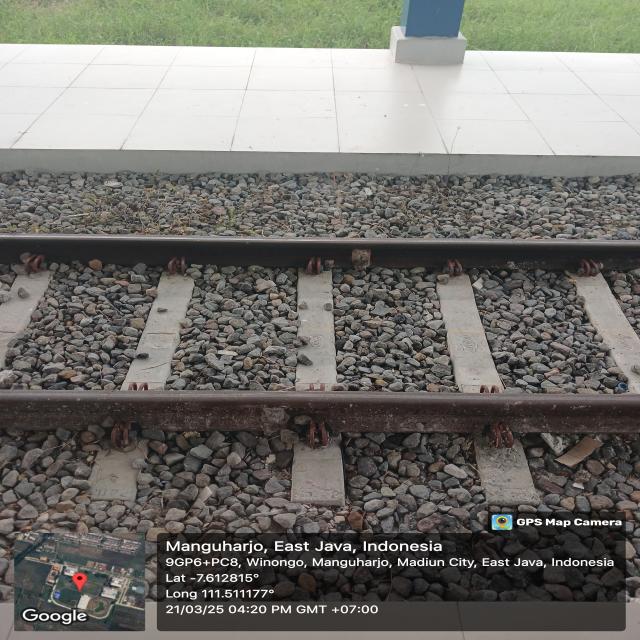 GPS Map Camera
Manguharjo, East Java, Indonesia
9GP6+PC8, Winongo, Manguharjo, Madiun City, East Java, Indonesia
Lat -7.612815°
Long 111.511177°
21/03/25 04:20 PM GMT +07:00
Google